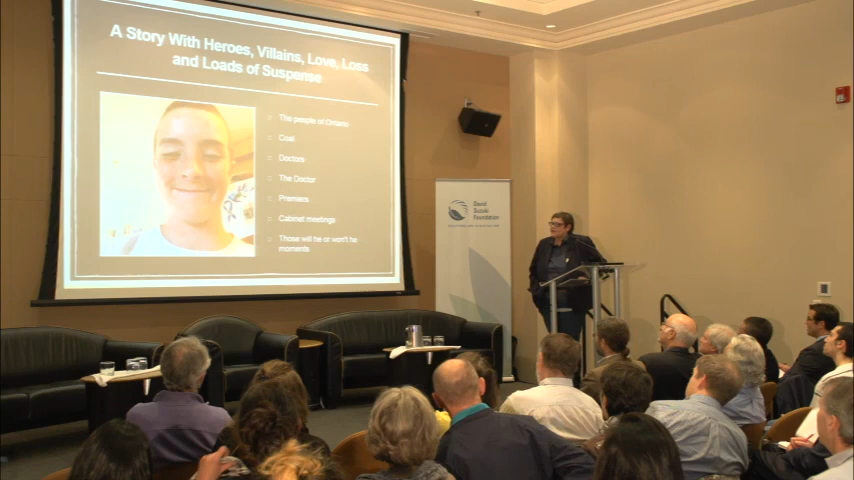 A Story With Heroes, Villains, Love, Loss
and Loads of Suspense
The people of Ontario
Coal
Doctors
The Doctor
Premiers
Cabinet meetings
Those will he or won't he
moments
David
Suzuki
Foundation